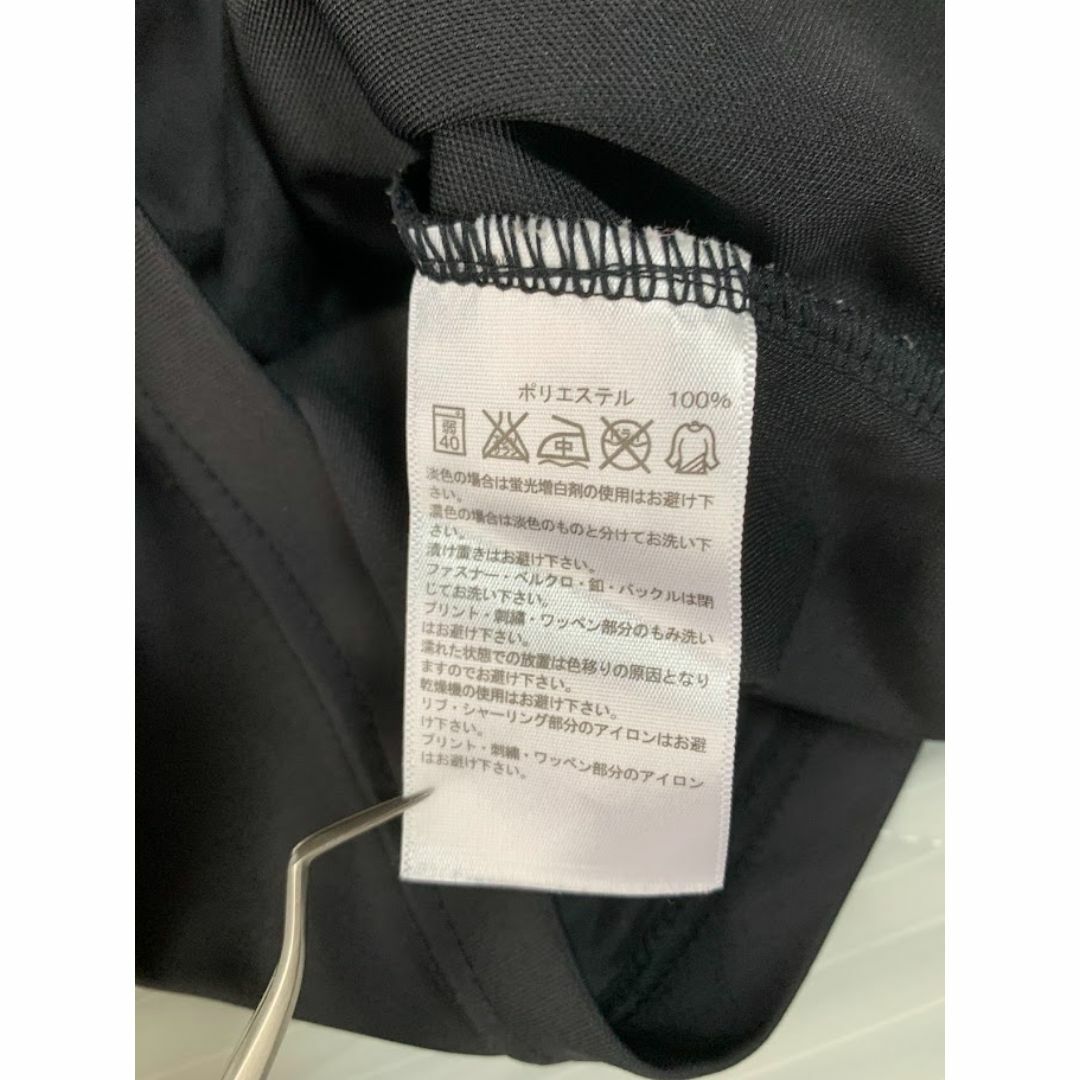 ポリエステル 100%
弱 中 ドライ
40
淡色の場合は蛍光増白剤の使用はお避け下
さい。
濃色の場合は淡色のものと分けてお洗い下
さい。
漬け置きはお避け下さい。
ファスナー・ベルクロ・釦・バックルは閉
じてお洗い下さい。
プリント・刺繍・ワッペン部分のもみ洗い
はお避け下さい。
濡れた状態での放置は色移りの原因となり
ますのでお避け下さい。
乾燥機の使用はお避け下さい。
リブ・シャーリング部分のアイロンはお避
け下さい。
プリント・刺繍・ワッペン部分のアイロン
はお避け下さい。